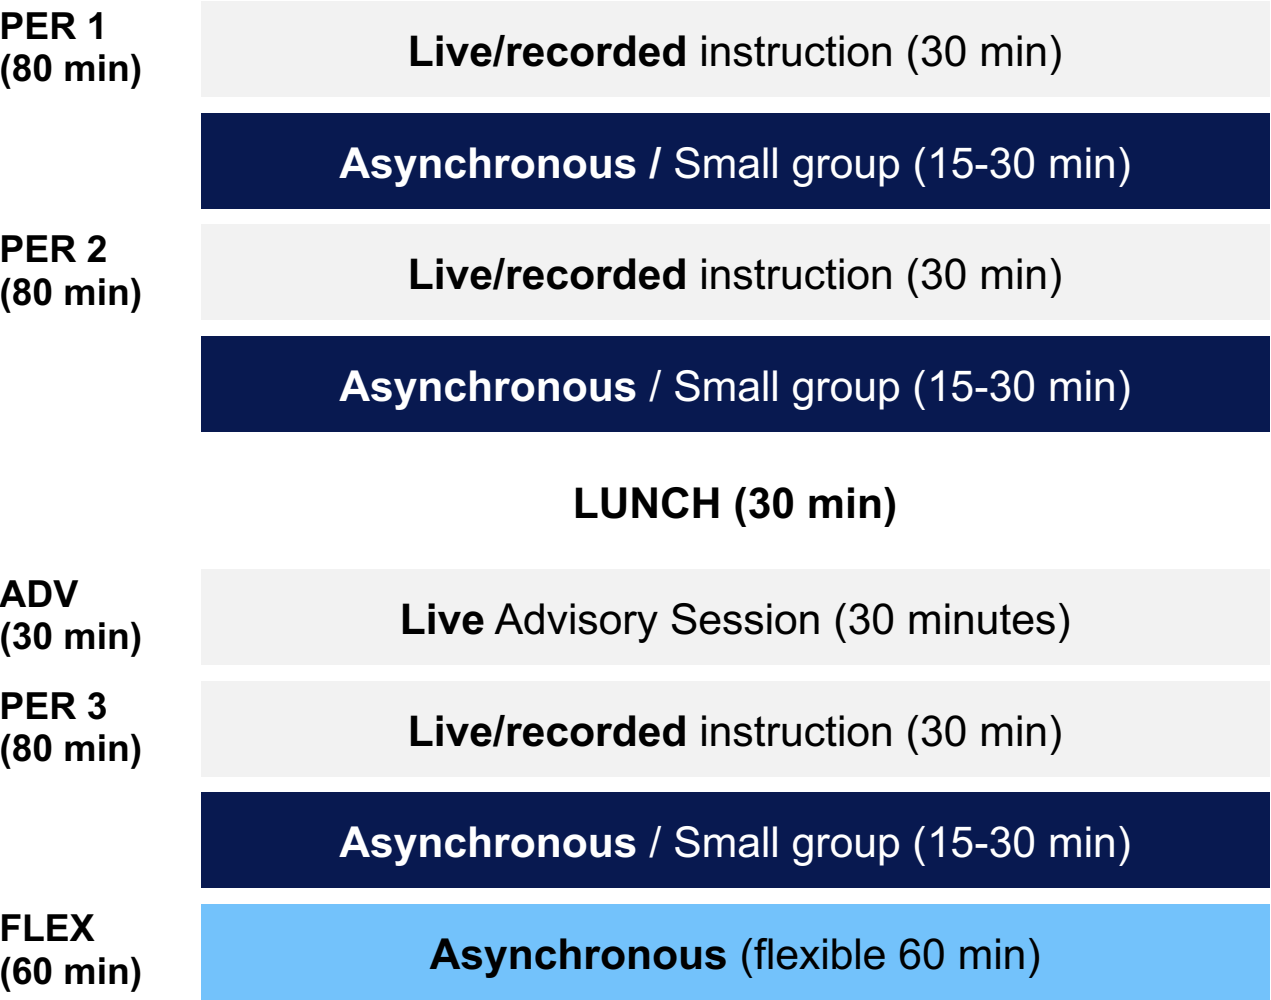 PER 1
(80 min)
Live/recorded instruction (30 min)
Asynchronous / Small group (15-30 min)
PER 2
(80 min)
Live/recorded instruction (30 min)
Asynchronous / Small group (15-30 min)
LUNCH (30 min)
ADV
(30 min)
Live Advisory Session (30 minutes)
PER 3
(80 min)
Live/recorded instruction (30 min)
Asynchronous / Small group (15-30 min)
FLEX
(60 min)
Asynchronous (flexible 60 min)